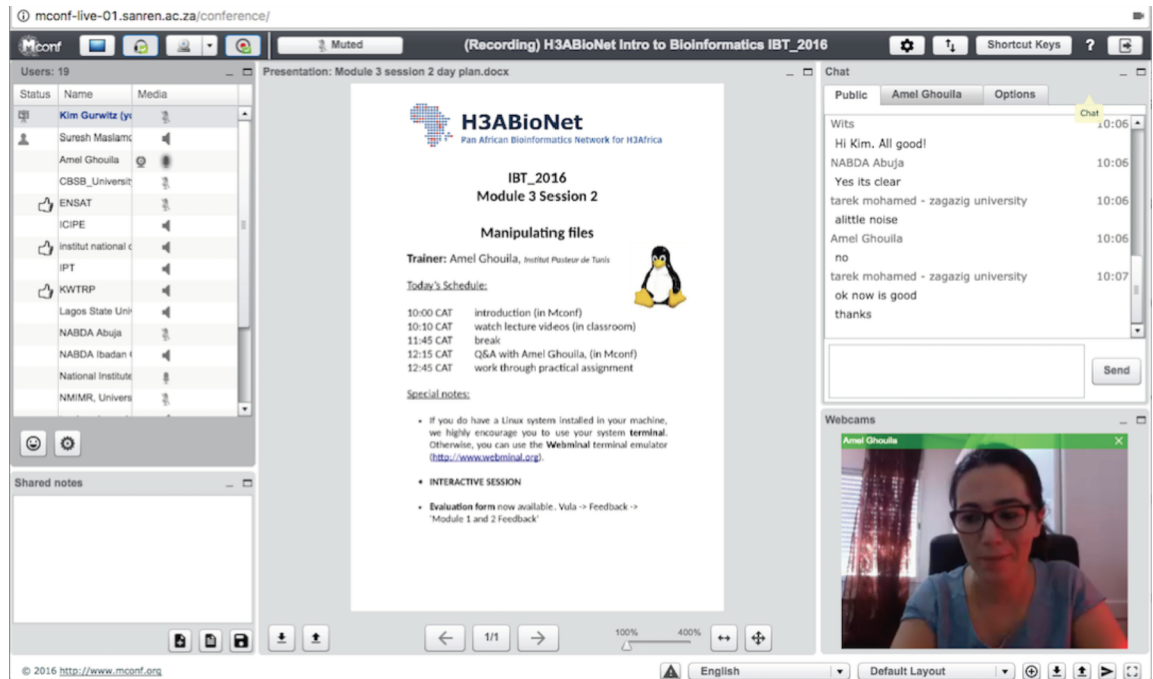 mconf-live-01.sanren.ac.za/conference/
Mconf
Muted
(Recording) H3ABioNet Intro to Bioinformatics IBT_2016
Shortcut Keys
?
Users: 19
Status Name Media
Kim Gurwitz (yo
Suresh Maslamo
Amel Ghouila
CBSB_Universit
ENSAT
ICIPE
institut national d
IPT
KWTRP
Lagos State Uni
NABDA Abuja
NABDA Ibadan
National Institute
NMIMR, Univers
Shared notes
Presentation: Module 3 session 2 day plan.docx
H3ABioNet
Pan African Bioinformatics Network for H3Africa
IBT_2016
Module 3 Session 2
Manipulating files
Trainer: Amel Ghouila, Institut Pasteur de Tunis
Today's Schedule:
10:00 CAT introduction (in Mconf)
10:10 CAT watch lecture videos (in classroom)
11:45 CAT break
12:15 CAT Q&A with Amel Ghouila, (in Mconf)
12:45 CAT work through practical assignment
Special notes:
• If you do have a Linux system installed in your machine,
we highly encourage you to use your system terminal.
Otherwise, you can use the Webminal terminal emulator
(http://www.webminal.org).
• INTERACTIVE SESSION
• Evaluation form now available. Vula -> Feedback ->
'Module 1 and 2 Feedback'
1/1
100% 400%
Chat
Public Amel Ghouila Options
Chat
Wits 10:06
Hi Kim. All good!
NABDA Abuja 10:06
Yes its clear
tarek mohamed - zagazig university 10:06
alittle noise
Amel Ghouila 10:06
no
tarek mohamed - zagazig university 10:07
ok now is good
thanks
Send
Webcams
Amel Ghouila
© 2016 http://www.mconf.org
English
Default Layout